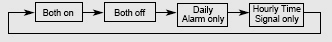 Both on
Both off
Daily
Alarm only
Hourly Time
Signal only